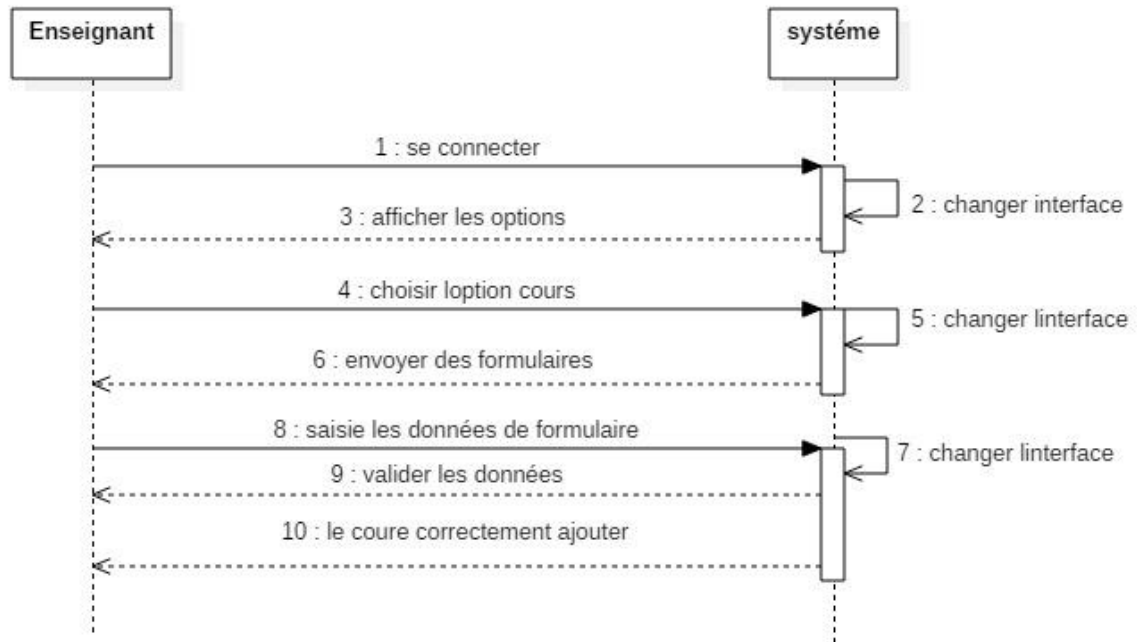 Enseignant
systéme
1 : se connecter
2 : changer interface
3 : afficher les options
4 : choisir loption cours
5 : changer linterface
6 : envoyer des formulaires
8 : saisie les données de formulaire
7 : changer linterface
9 : valider les données
10 : le coure correctement ajouter